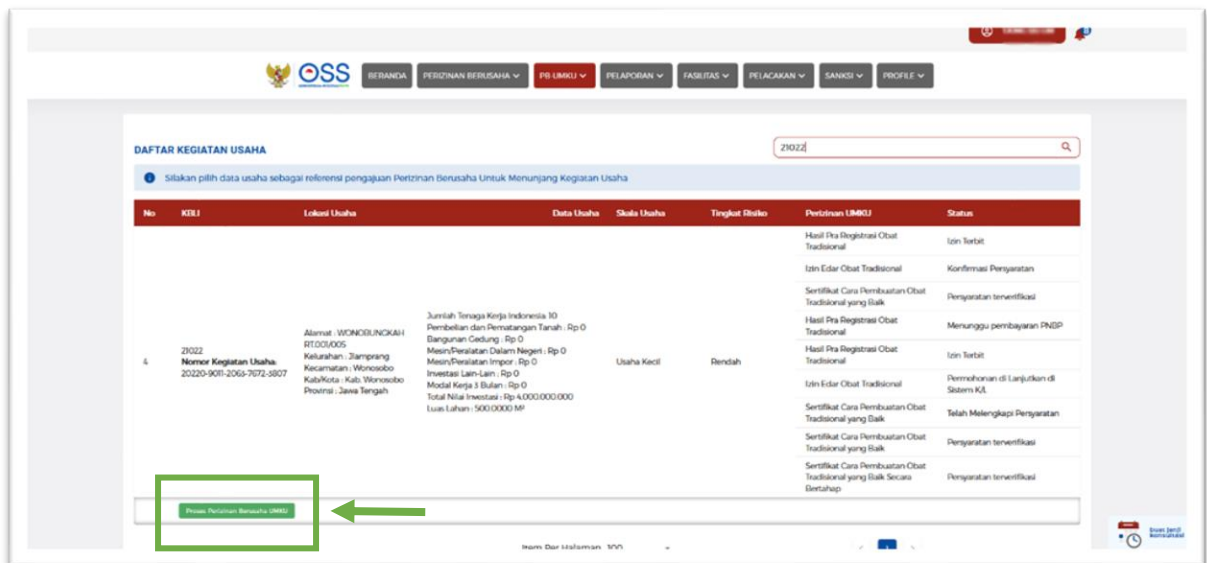 OSS
BERANDA
PERIZINAN BERUSAHA
PB-UMKU
PELAPORAN
FASILITAS
PELACAKAN
SANKSI
PROFILE
DAFTAR KEGIATAN USAHA
21022
Silakan pilih data usaha sebagai referensi pengajuan Perizinan Berusaha Untuk Menunjang Kegiatan Usaha
No KBLI Lokasi Usaha Data Usaha Skala Usaha Tingkat Risiko Perizinan UMKU Status
4
21022
Nomor Kegiatan Usaha:
20220-9011-2063-7672-3807
Alamat : WONOBUNGKAH
RT.001/005
Kelurahan : Jlamprang
Kecamatan : Wonosobo
Kab/Kota : Kab. Wonosobo
Provinsi : Jawa Tengah
Jumlah Tenaga Kerja Indonesia: 10
Pembelian dan Pematangan Tanah : Rp 0
Bangunan Gedung : Rp 0
Mesin/Peralatan Dalam Negeri : Rp 0
Mesin/Peralatan Impor : Rp 0
Investasi Lain-Lain : Rp 0
Modal Kerja 3 Bulan : Rp 0
Total Nilai Investasi : Rp 4.000.000.000
Luas Lahan : 500.0000 M²
Usaha Kecil
Rendah
Hasil Pra Registrasi Obat
Tradisional
Izin Terbit
Izin Edar Obat Tradisional
Konfirmasi Persyaratan
Sertifikat Cara Pembuatan Obat
Tradisional yang Baik
Persyaratan terverifikasi
Hasil Pra Registrasi Obat
Tradisional
Menunggu pembayaran PNBP
Hasil Pra Registrasi Obat
Tradisional
Izin Terbit
Izin Edar Obat Tradisional
Permohonan di Lanjutkan di
Sistem K/L
Sertifikat Cara Pembuatan Obat
Tradisional yang Baik
Telah Melengkapi Persyaratan
Sertifikat Cara Pembuatan Obat
Tradisional yang Baik
Persyaratan terverifikasi
Sertifikat Cara Pembuatan Obat
Tradisional yang Baik Secara
Bertahap
Persyaratan terverifikasi
Proses Perizinan Berusaha UMKU
Item Per Halaman 100